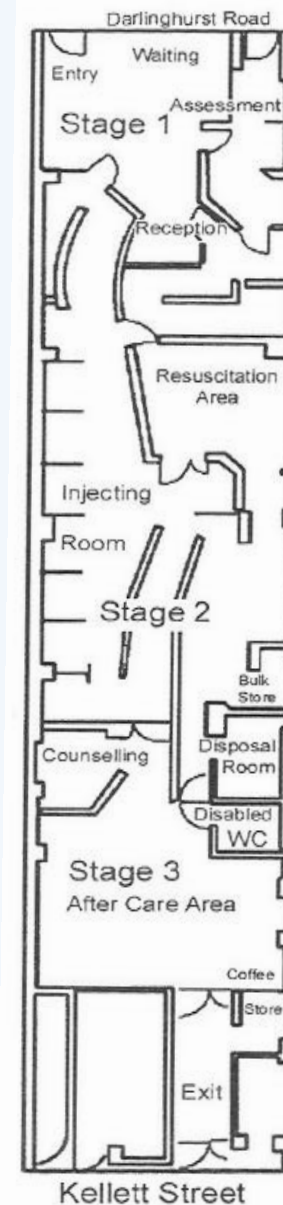 Darlinghurst Road
Waiting
Entry
Assessment
Stage 1
Reception
Resuscitation
Area
Injecting
Room
Stage 2
Bulk
Store
Counselling
Disposal
Room
Disabled
WC
Stage 3
After Care Area
Coffee
Store
Exit
Kellett Street